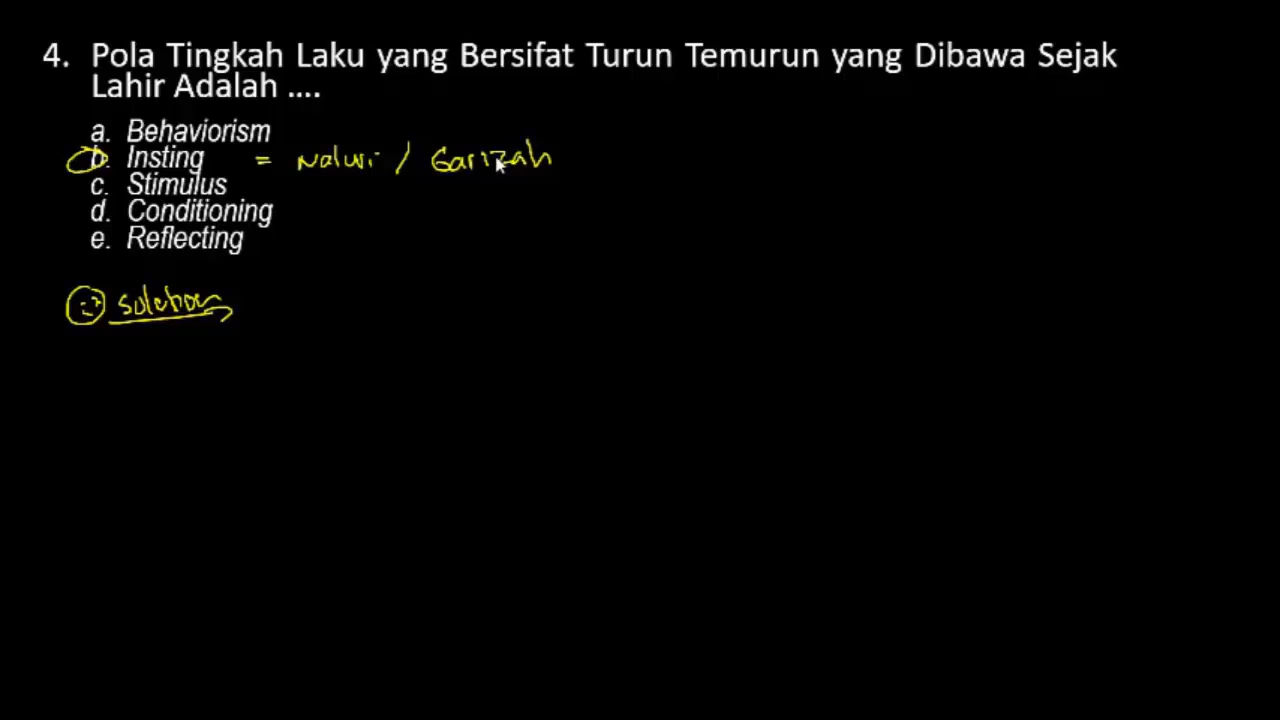 4. Pola Tingkah Laku yang Bersifat Turun Temurun yang Dibawa Sejak
Lahir Adalah ....
a. Behaviorism
b. Insting = Naluri / Garizah
c. Stimulus
d. Conditioning
e. Reflecting